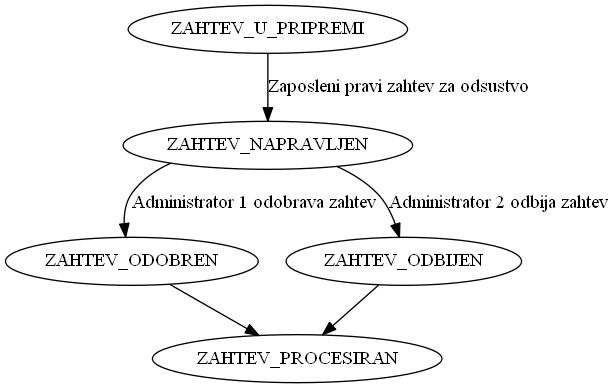 ZAHTEV_U_PRIPREMI
Zaposleni pravi zahtev za odsustvo
ZAHTEV_NAPRAVLJEN
Administrator 1 odobrava zahtev
Administrator 2 odbija zahtev
ZAHTEV_ODOBREN
ZAHTEV_ODBIJEN
ZAHTEV_PROCESIRAN